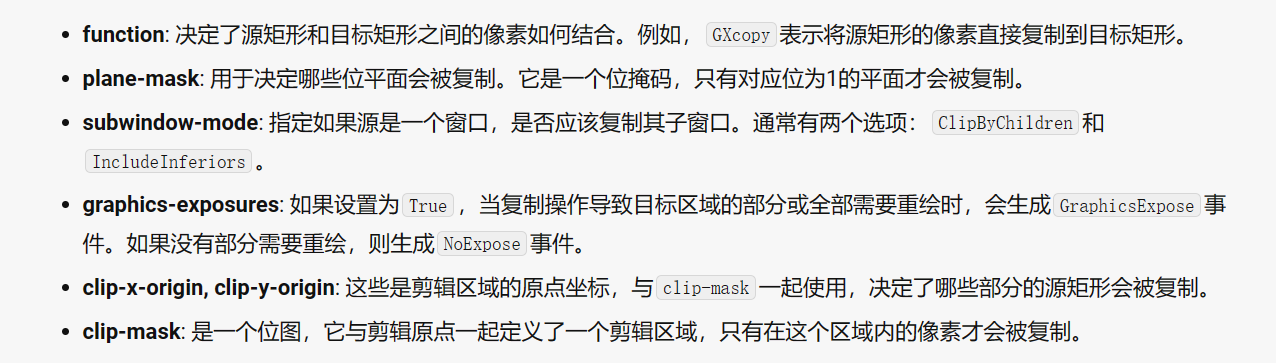 • function: 决定了源矩形和目标矩形之间的像素如何结合。例如， GXcopy 表示将源矩形的像素直接复制到目标矩形。
• plane-mask: 用于决定哪些位平面会被复制。它是一个位掩码，只有对应位为1的平面才会被复制。
• subwindow-mode: 指定如果源是一个窗口，是否应该复制其子窗口。通常有两个选项： ClipByChildren 和
IncludeInferiors 。
• graphics-exposures: 如果设置为 True ，当复制操作导致目标区域的部分或全部需要重绘时，会生成 GraphicsExpose 事
件。如果没有部分需要重绘，则生成 NoExpose 事件。
• clip-x-origin, clip-y-origin: 这些是剪辑区域的原点坐标，与 clip-mask 一起使用，决定了哪些部分的源矩形会被复制。
• clip-mask: 是一个位图，它与剪辑原点一起定义了一个剪辑区域，只有在这个区域内的像素才会被复制。